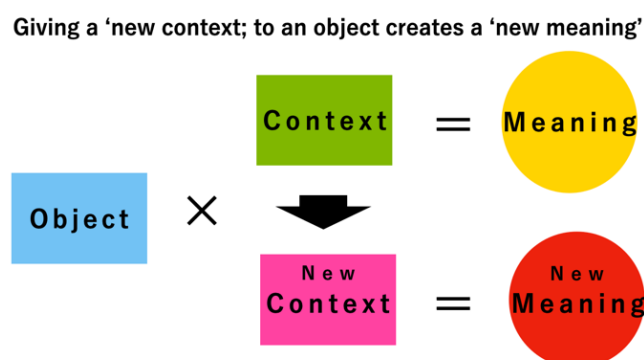 Giving a ‘new context; to an object creates a ‘new meaning’
Context = Meaning
Object ×
New
Context = New
Meaning